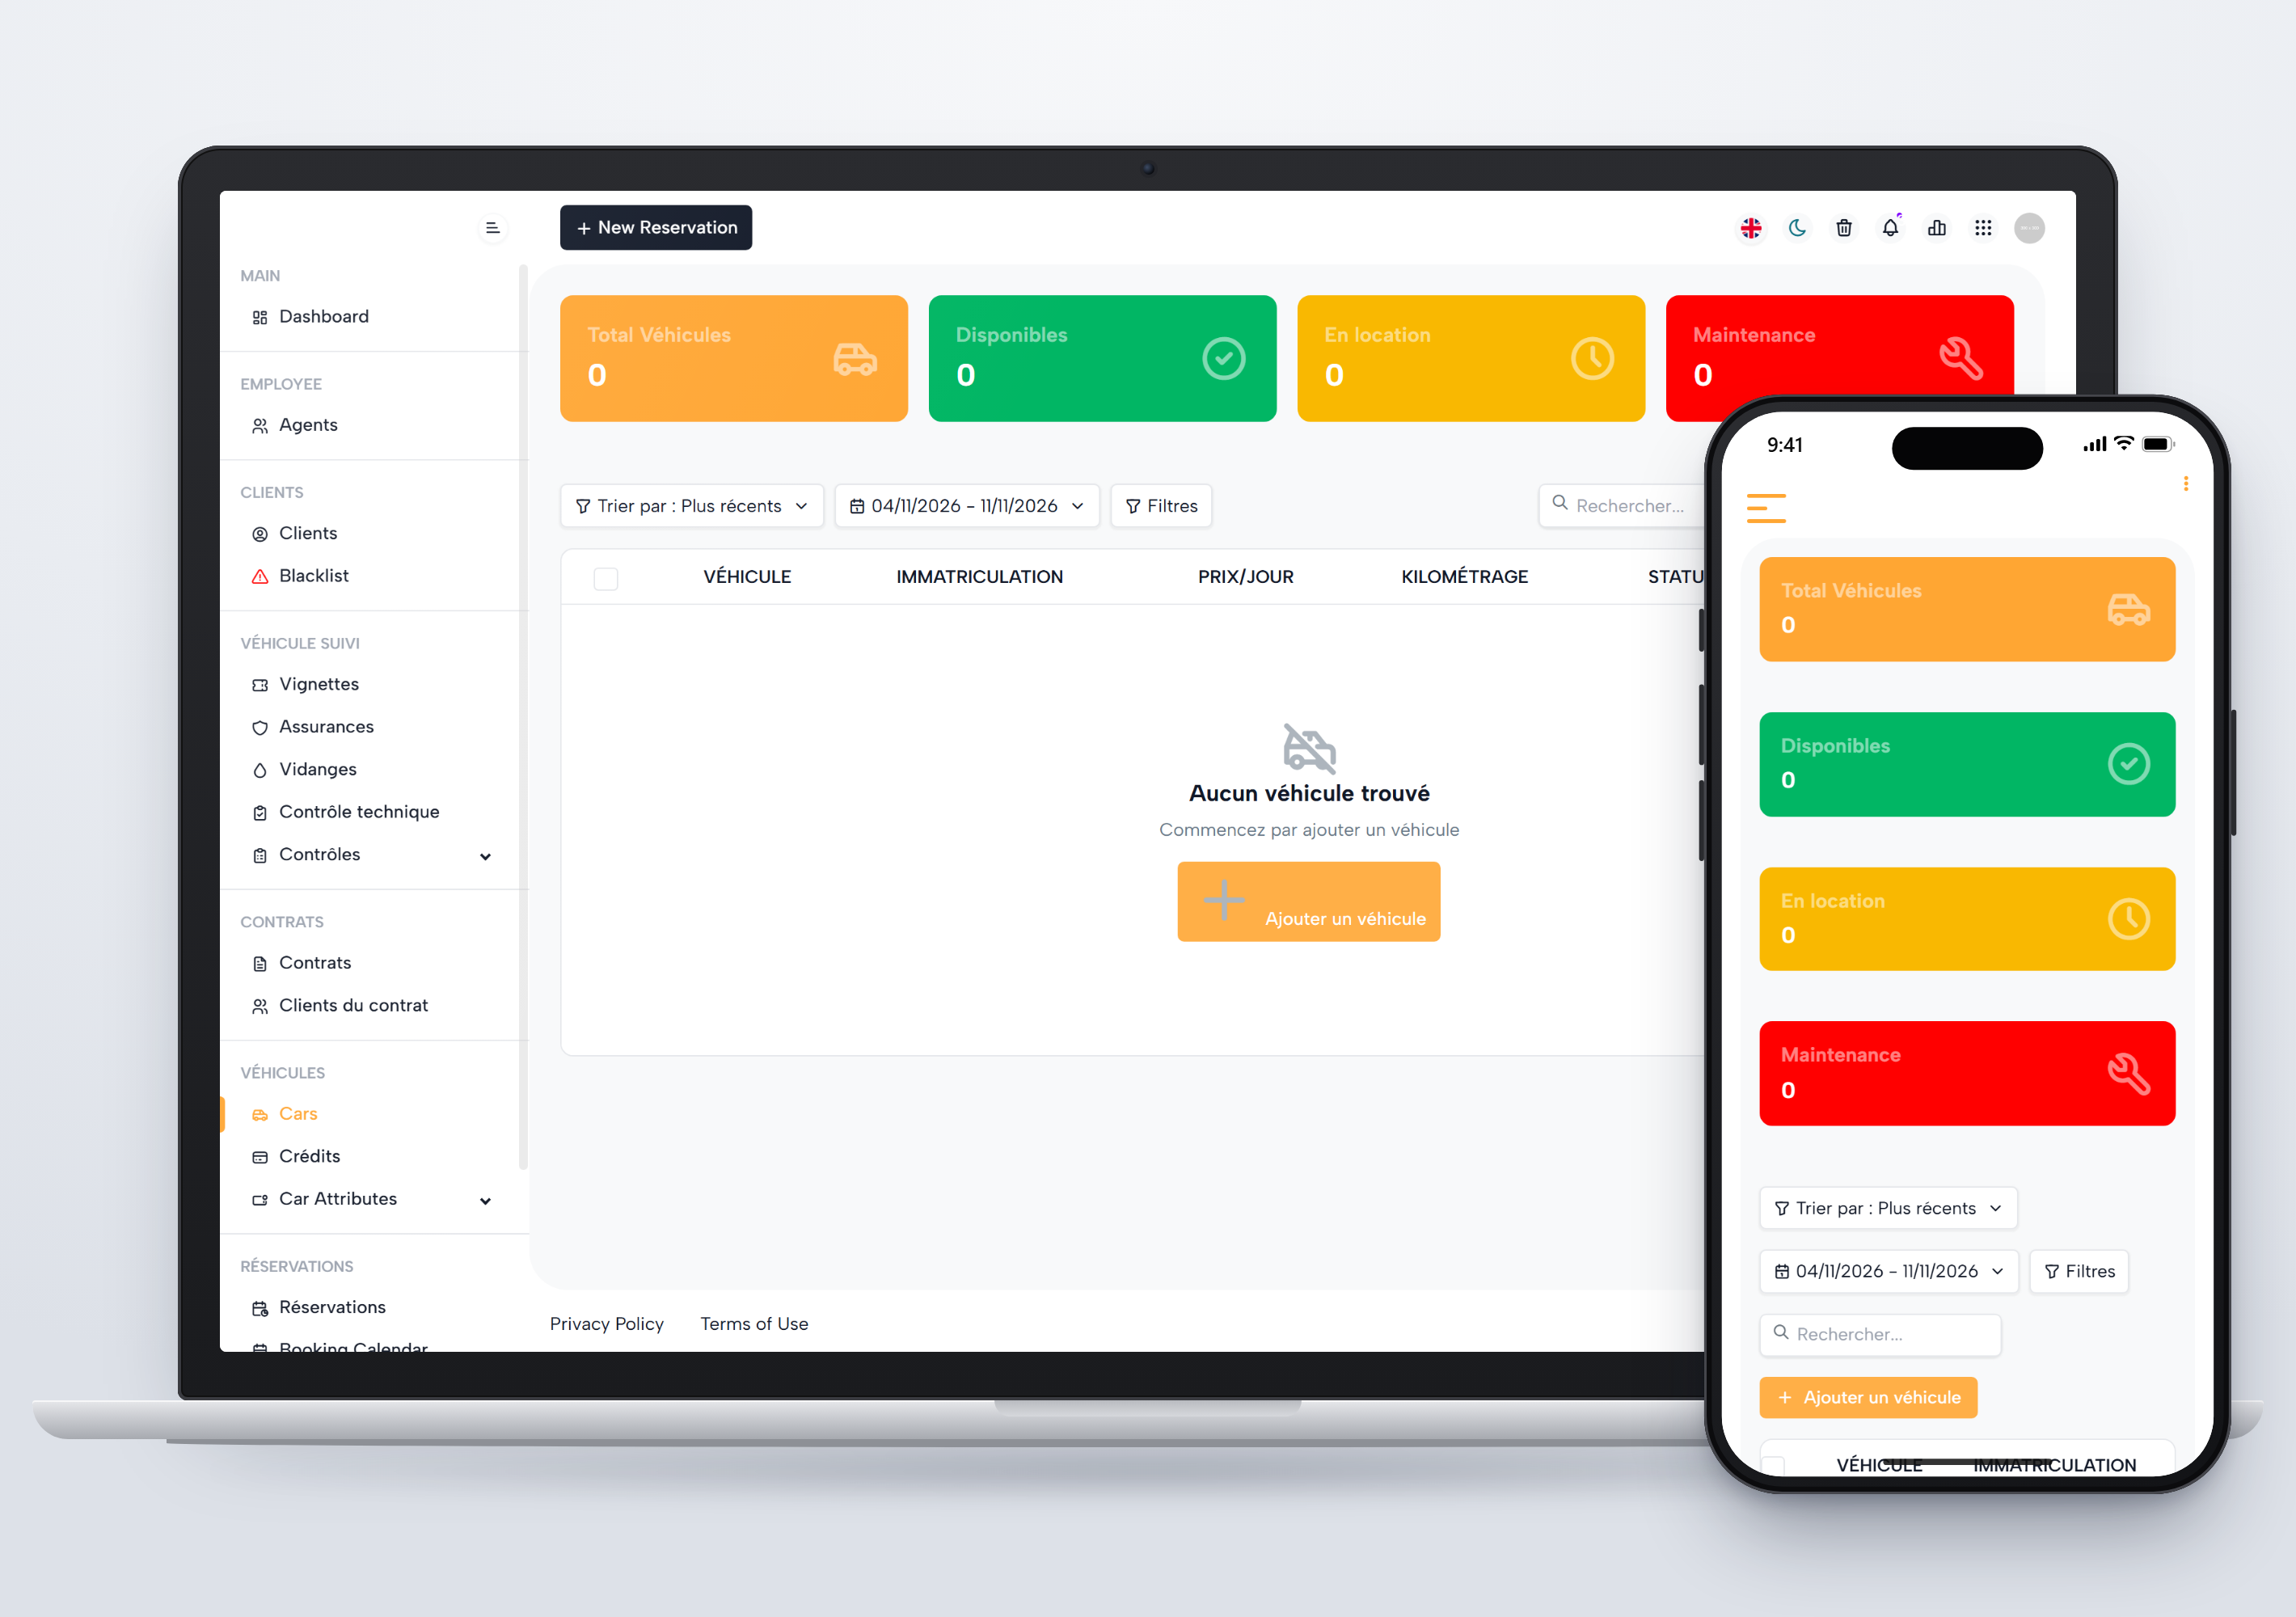 + New Reservation
MAIN
Dashboard
EMPLOYEE
Agents
CLIENTS
Clients
Blacklist
VÉHICULE SUIVI
Vignettes
Assurances
Vidanges
Contrôle technique
Contrôles
CONTRATS
Contrats
Clients du contrat
VÉHICULES
Cars
Crédits
Car Attributes
RÉSERVATIONS
Réservations
Booking Calendar
Total Véhicules
0
Disponibles
0
En location
0
Maintenance
0
Trier par : Plus récents
04/11/2026 - 11/11/2026
Filtres
Rechercher...
VÉHICULE IMMATRICULATION PRIX/JOUR KILOMÉTRAGE STATU
Aucun véhicule trouvé
Commencez par ajouter un véhicule
Ajouter un véhicule
Privacy Policy Terms of Use
9:41
Total Véhicules
0
Disponibles
0
En location
0
Maintenance
0
Trier par : Plus récents
04/11/2026 - 11/11/2026 Filtres
Rechercher...
+ Ajouter un véhicule
VÉHICULE IMMATRICULATION